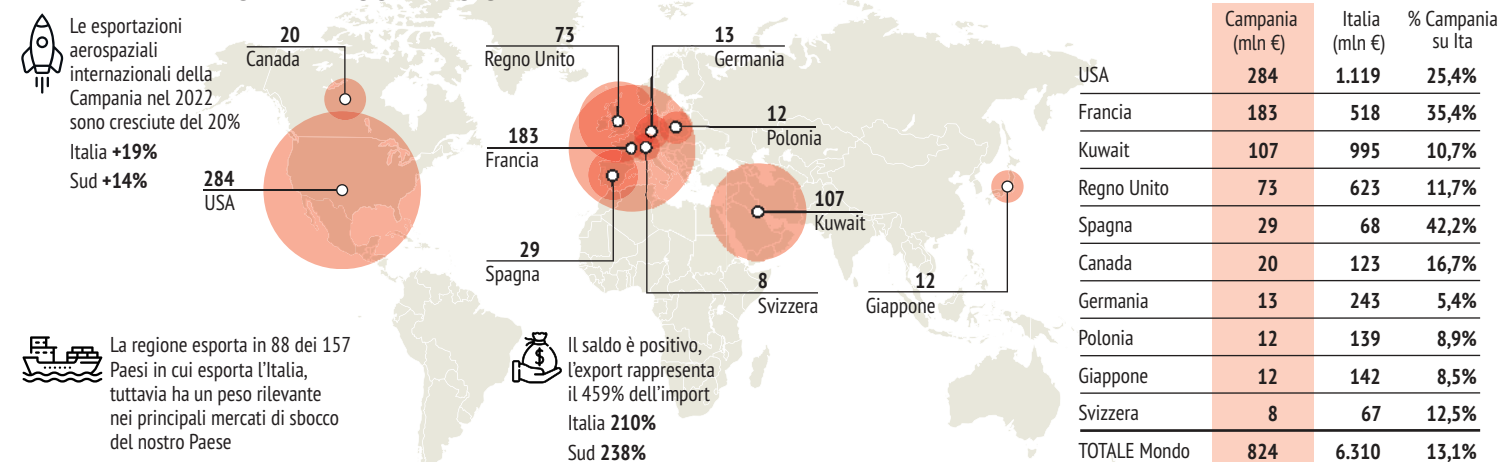 Le esportazioni
aerospaziali
internazionali della
Campania nel 2022
sono cresciute del 20%
Italia +19%
Sud +14%
20
Canada
284
USA
73
Regno Unito
13
Germania
12
Polonia
183
Francia
107
Kuwait
29
Spagna
8
Svizzera
12
Giappone
La regione esporta in 88 dei 157
Paesi in cui esporta l’Italia,
tuttavia ha un peso rilevante
nei principali mercati di sbocco
del nostro Paese
$
Il saldo è positivo,
l’export rappresenta
il 459% dell’import
Italia 210%
Sud 238%
Campania Italia % Campania
(mln €) (mln €) su Ita
USA 284 1.119 25,4%
Francia 183 518 35,4%
Kuwait 107 995 10,7%
Regno Unito 73 623 11,7%
Spagna 29 68 42,2%
Canada 20 123 16,7%
Germania 13 243 5,4%
Polonia 12 139 8,9%
Giappone 12 142 8,5%
Svizzera 8 67 12,5%
TOTALE Mondo 824 6.310 13,1%